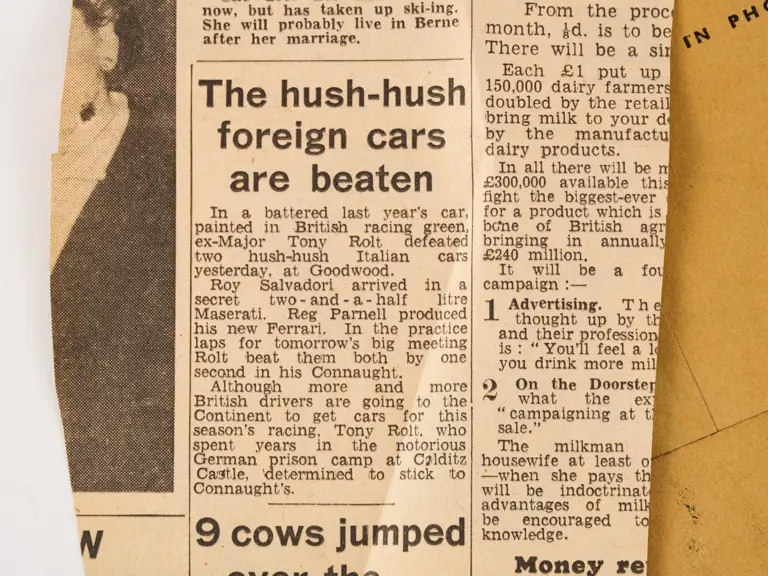 now, but has taken up ski-ing.
She will probably live in Berne
after her marriage.
The hush-hush
foreign cars
are beaten
In a battered last year's car,
painted in British racing green,
ex-Major Tony Rolt defeated
two hush-hush Italian cars
yesterday, at Goodwood.
Roy Salvadori arrived in a
secret two-and-a-half litre
Maserati. Reg Parnell produced
his new Ferrari. In the practice
laps for tomorrow's big meeting
Rolt beat them both by one
second in his Connaught.
Although more and more
British drivers are going to the
Continent to get cars for this
season's racing, Tony Rolt, who
spent years in the notorious
German prison camp at Colditz
Castle, determined to stick to
Connaught's.
9 cows jumped
over the
W
From the proc
month, ⅛d. is to be
There will be a sin
Each £1 put up
150,000 dairy farmers
doubled by the retail
bring milk to your d
by the manufactu
dairy products.
In all there will be m
£300,000 available this
fight the biggest-ever
for a product which is
bone of British agr
bringing in annually
£240 million.
It will be a fou
campaign :—
1 Advertising. The
thought up by th
and their profession
is : "You'll feel a lo
you drink more mil
2 On the Doorstep
what the exp
"campaigning at t
sale."
The milkman
housewife at least o
—when she pays th
will be indoctrinat
advantages of milk
be encouraged to
knowledge.
Money re
IN PHO